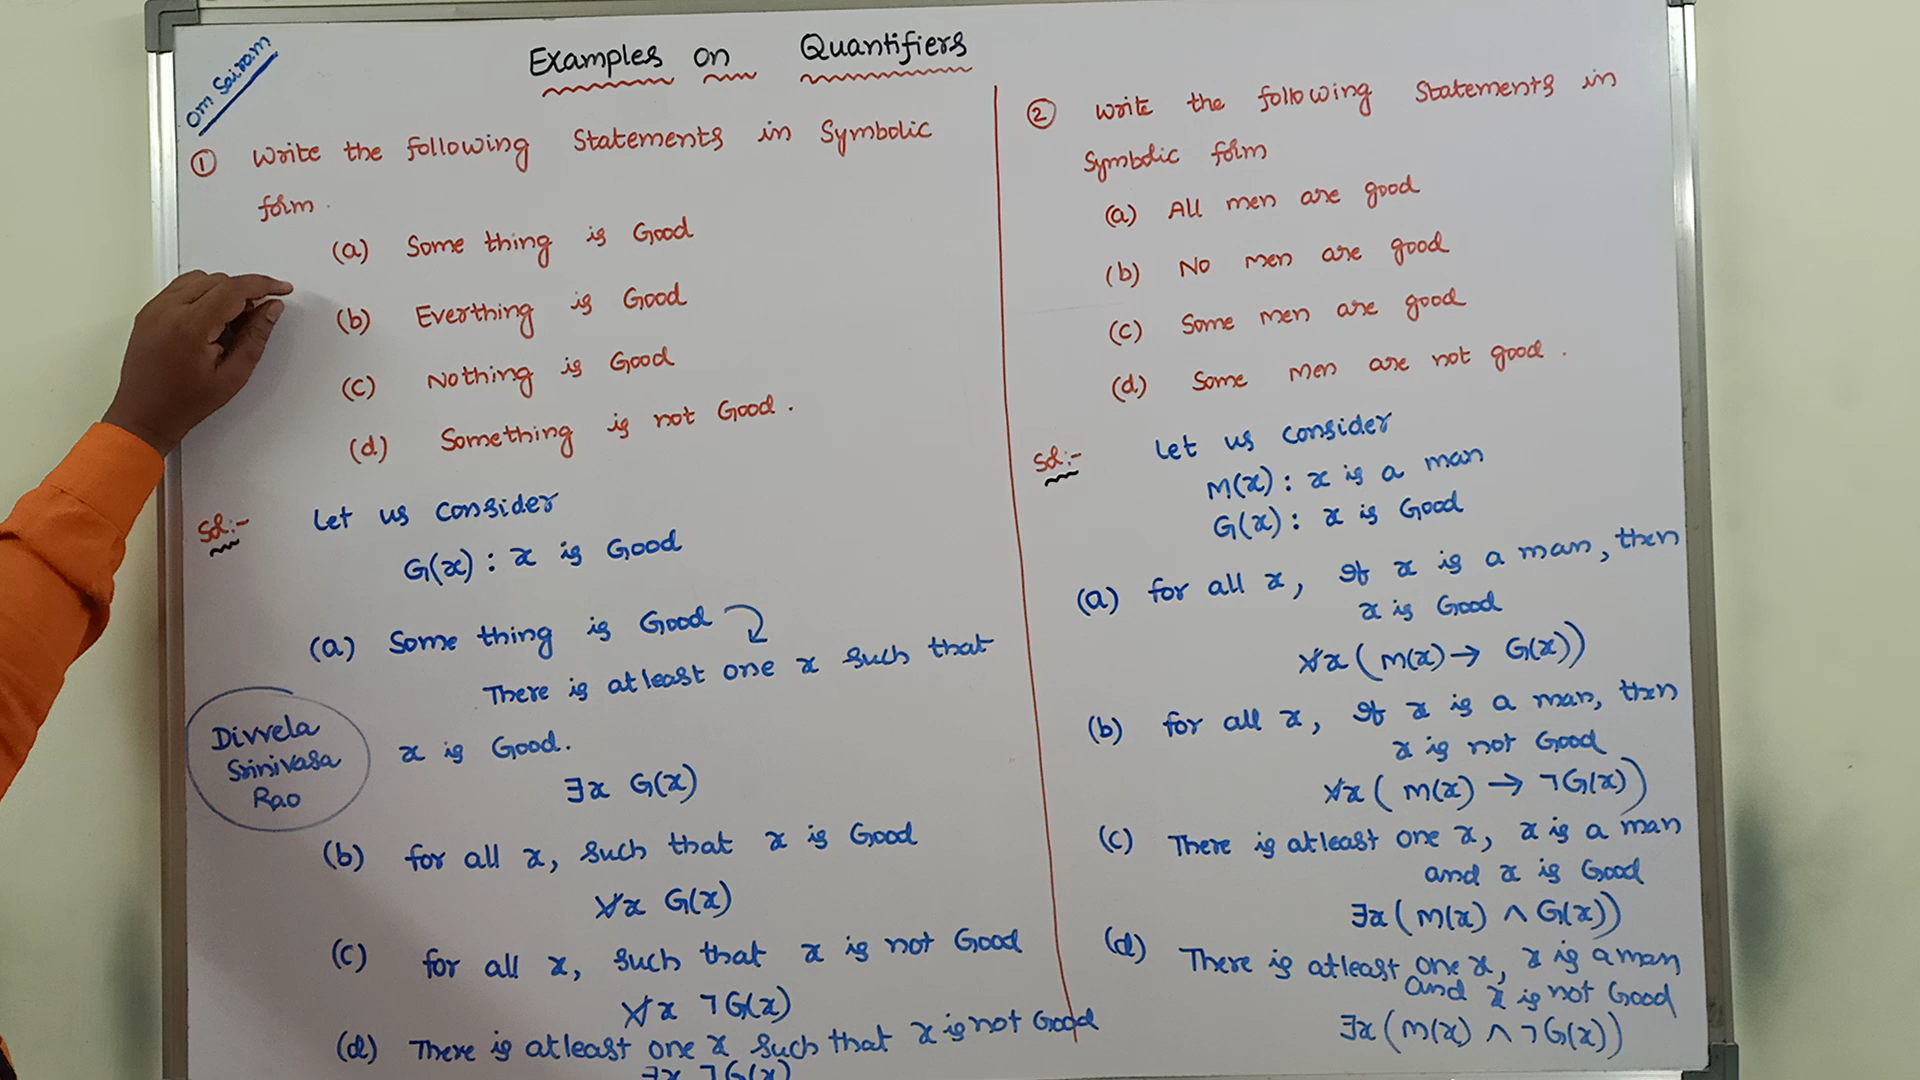 Om Sairam
Examples on Quantifiers
① Write the following Statements in Symbolic
form.
(a) Some thing is Good
(b) Everthing is Good
(c) Nothing is Good
(d) Something is not Good.
Sol:- Let us consider
G(x) : x is Good
(a) Some thing is Good
There is atleast one x such that
x is Good.
∃x G(x)
(b) for all x, such that x is Good
∀x G(x)
(c) for all x, such that x is not Good
∀x ¬G(x)
(d) There is atleast one x such that x is not Good
∃x ¬G(x)
Divvela
Srinivasa
Rao
② Write the following Statements in
Symbolic form
(a) All men are good
(b) No men are good
(c) Some men are good
(d) Some men are not good.
Sol:- Let us consider
M(x) : x is a man
G(x) : x is Good
(a) for all x, If x is a man, then
x is Good
∀x ( M(x) → G(x))
(b) for all x, If x is a man, then
x is not Good
∀x ( M(x) → ¬G(x))
(c) There is atleast one x, x is a man
and x is Good
∃x ( M(x) ∧ G(x))
(d) There is atleast one x, x is a man
and x is not Good
∃x ( M(x) ∧ ¬G(x))